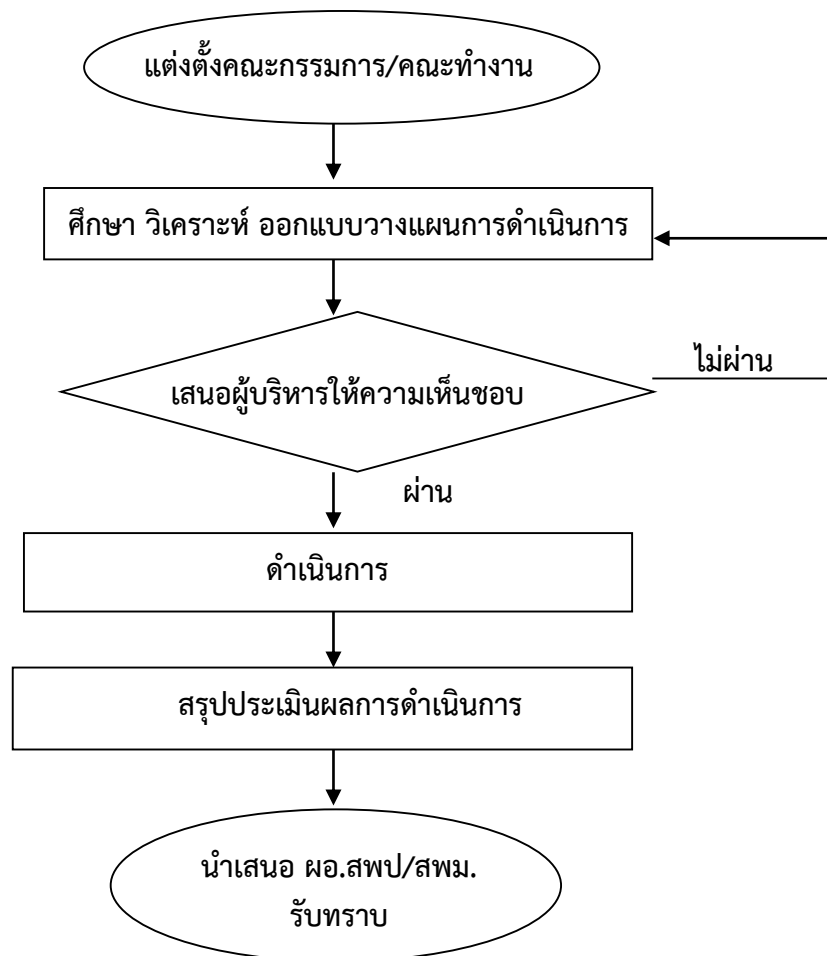 แต่งตั้งคณะกรรมการ/คณะทำงาน
ศึกษา วิเคราะห์ ออกแบบวางแผนการดำเนินการ
เสนอผู้บริหารให้ความเห็นชอบ
ไม่ผ่าน
ผ่าน
ดำเนินการ
สรุปประเมินผลการดำเนินการ
นำเสนอ ผอ.สพป/สพม.
รับทราบ